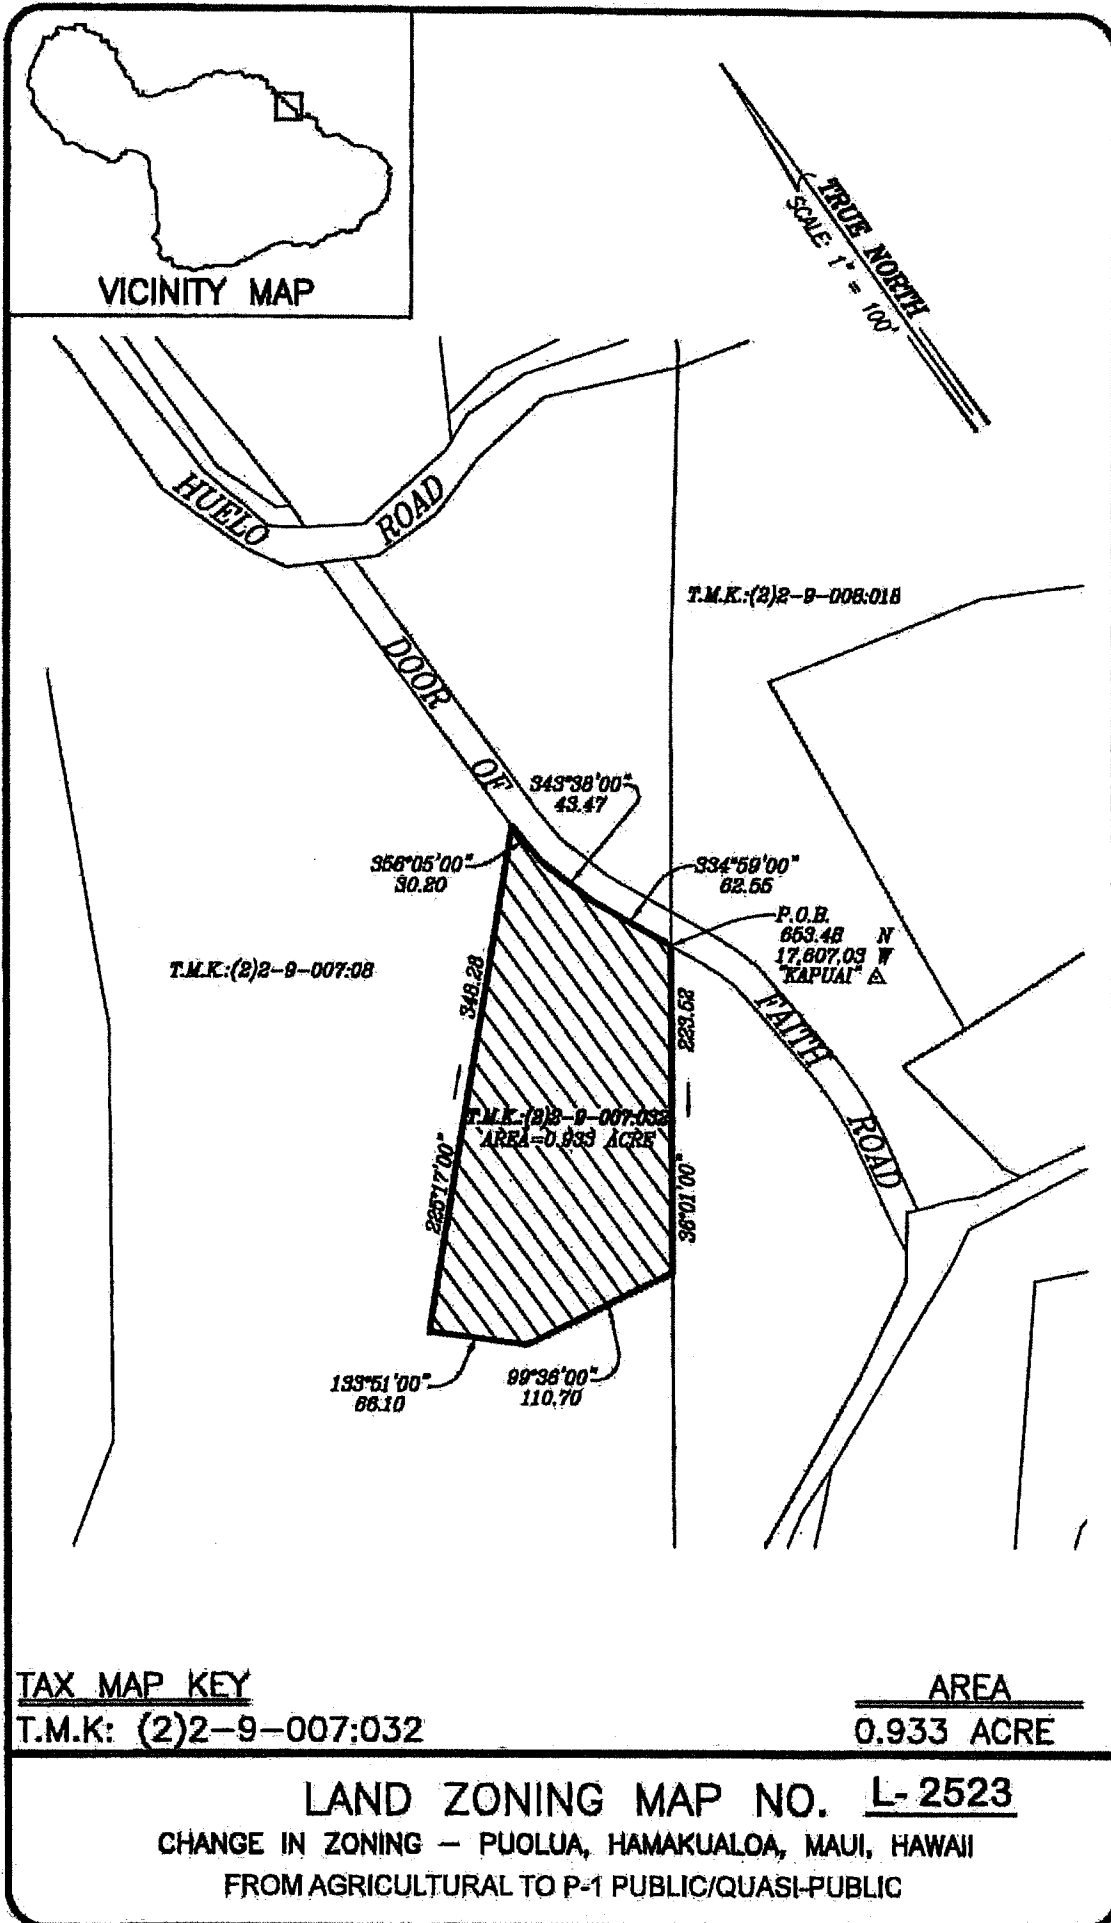 VICINITY MAP
TRUE NORTH
SCALE: 1" = 100'
HUELO ROAD
T.M.K.:(2)2-9-008:018
DOOR OF FAITH ROAD
343°38'00"
43.47
356°05'00"
30.20
334°59'00"
62.55
P.O.B.
653.48 N
17,607.03 W
"KAPUAI"
T.M.K.:(2)2-9-007:08
348.28
225°17'00"
223.52
36°01'00"
T.M.K.:(2)2-9-007:032
AREA=0.933 ACRE
133°51'00"
66.10
99°36'00"
110.70
TAX MAP KEY
T.M.K: (2)2-9-007:032
AREA
0.933 ACRE
LAND ZONING MAP NO. L-2523
CHANGE IN ZONING – PUOLUA, HAMAKUALOA, MAUI, HAWAII
FROM AGRICULTURAL TO P-1 PUBLIC/QUASI-PUBLIC